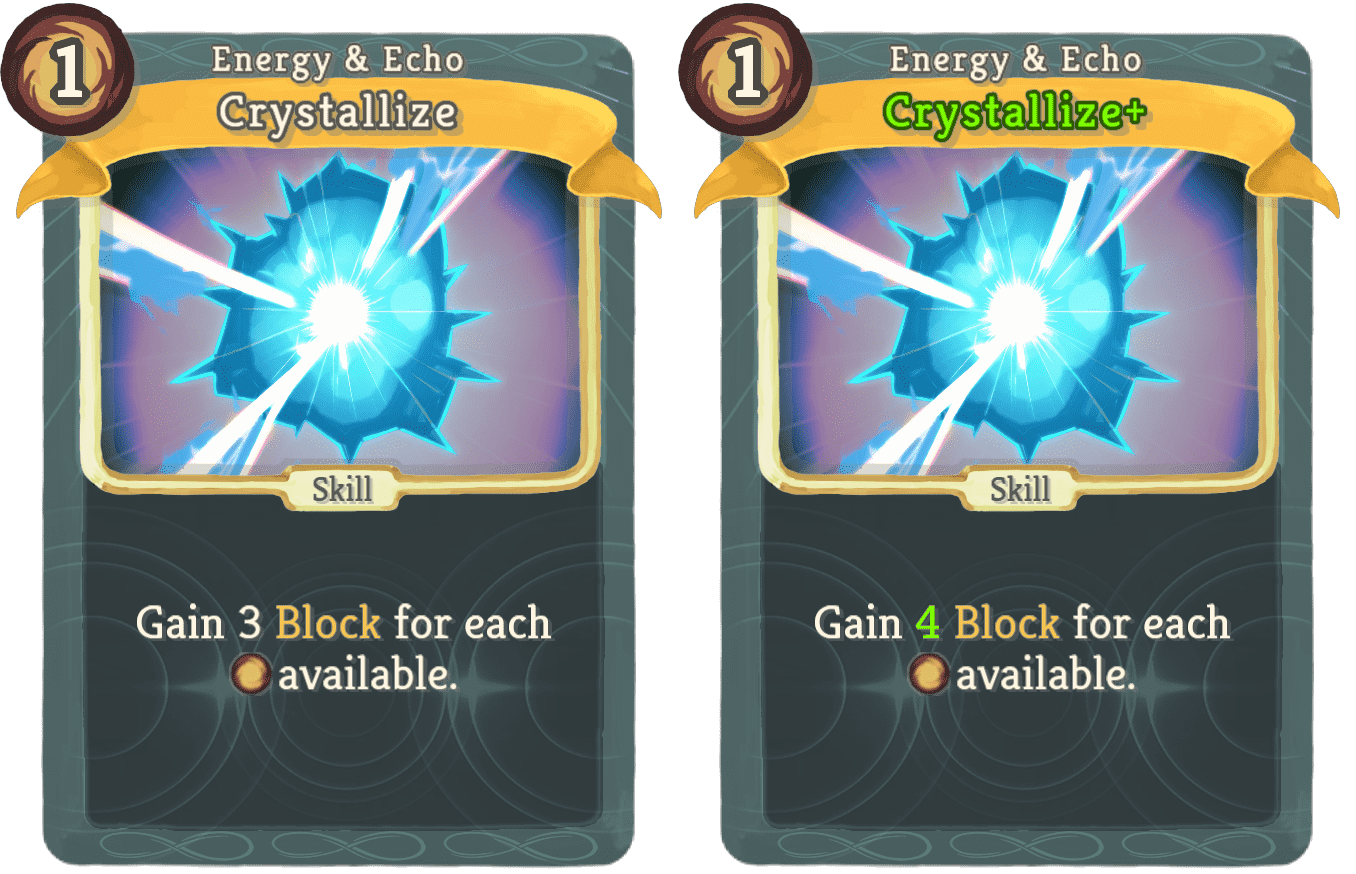 1
Energy & Echo
Crystallize
Skill
Gain 3 Block for each
available.
1
Energy & Echo
Crystallize+
Skill
Gain 4 Block for each
available.